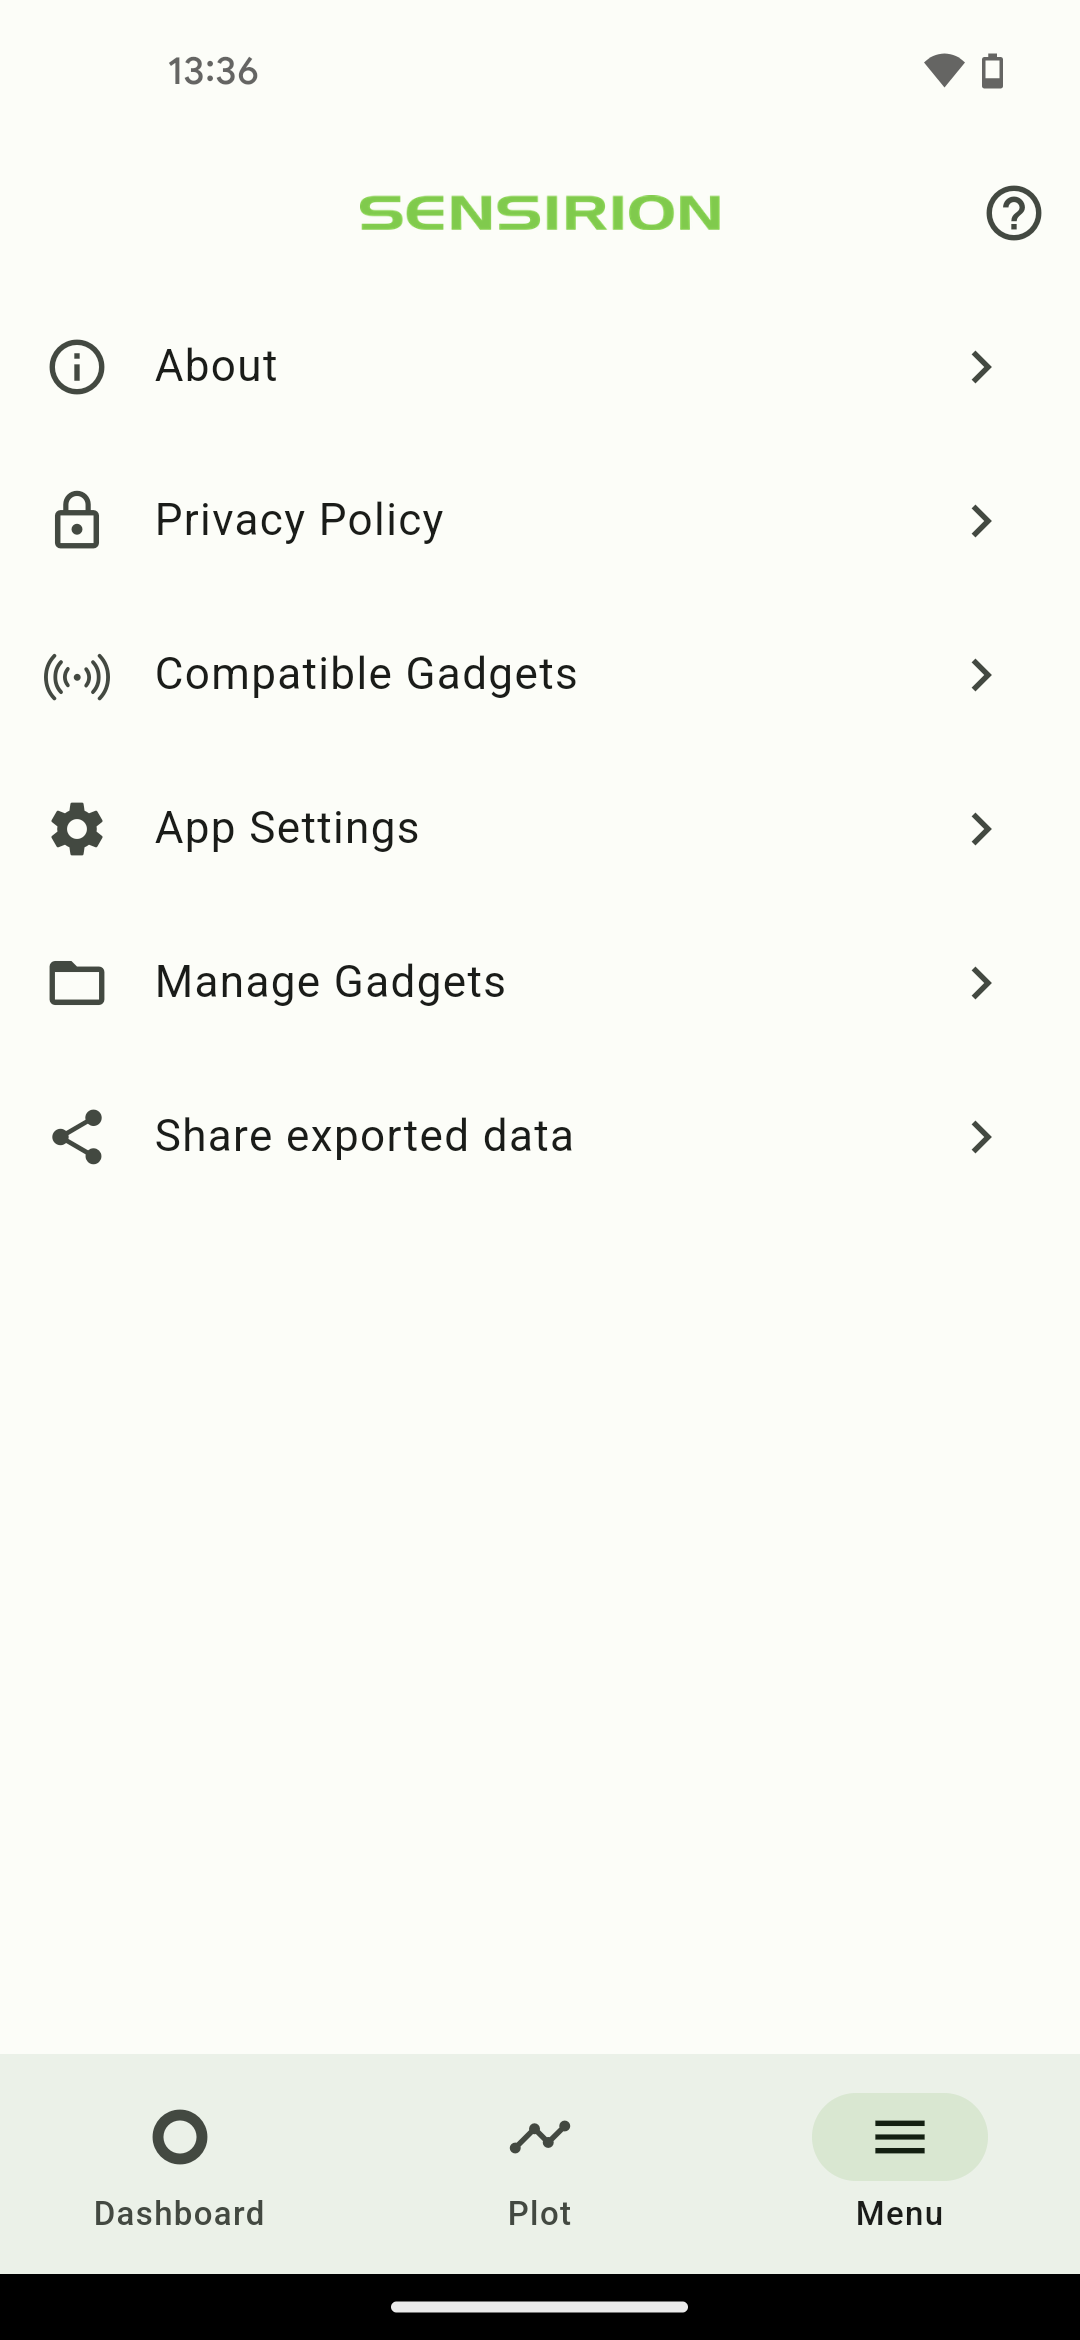 13:36
SENSIRION
About
Privacy Policy
Compatible Gadgets
App Settings
Manage Gadgets
Share exported data
Dashboard
Plot
Menu